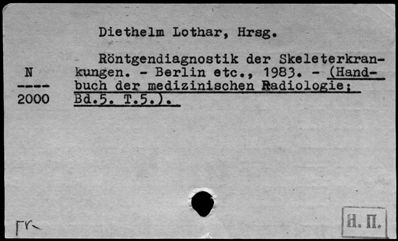 Diethelm Lothar, Hrsg.
Röntgendiagnostik der Skeleterkran-
N kungen. - Berlin etc., 1983. - (Hand-
---- buch der medizinischen Radiologie;
2000 Bd.5. T.5.).
гк
Н. П.